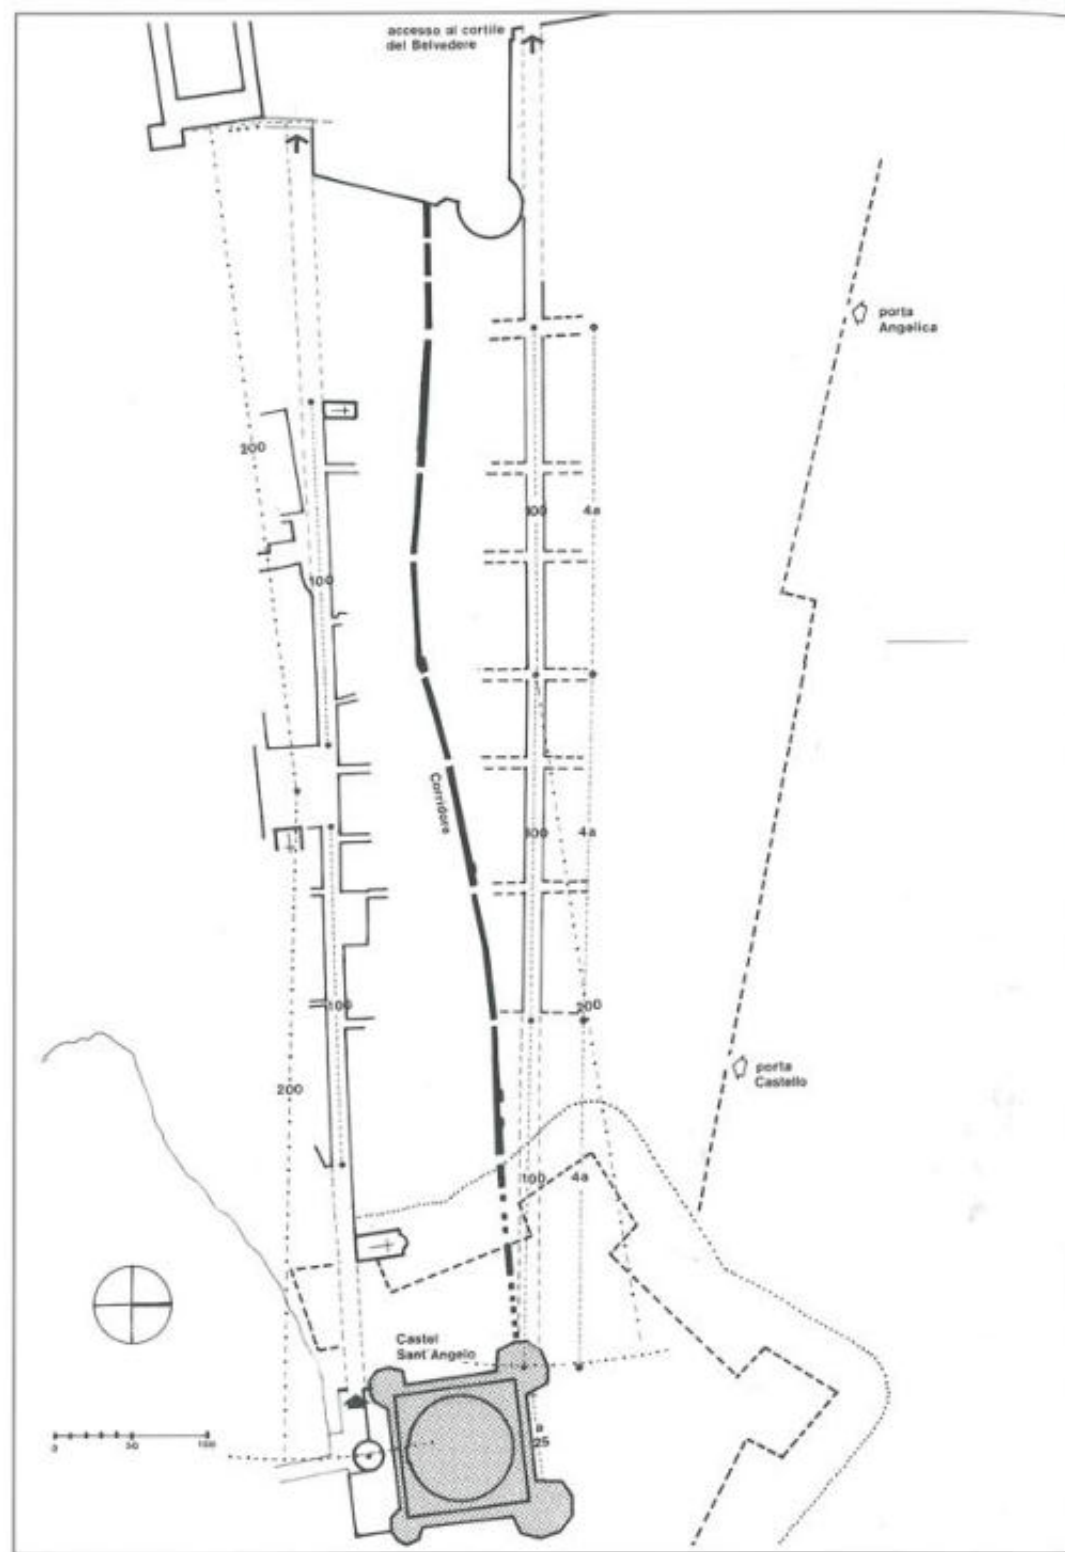 accesso al cortile
del Belvedere
porta
Angelica
200
100
4a
100
Corridore
100
4a
100
200
200
porta
Castello
100
4a
Castel
Sant'Angelo
a
25
0
50
100